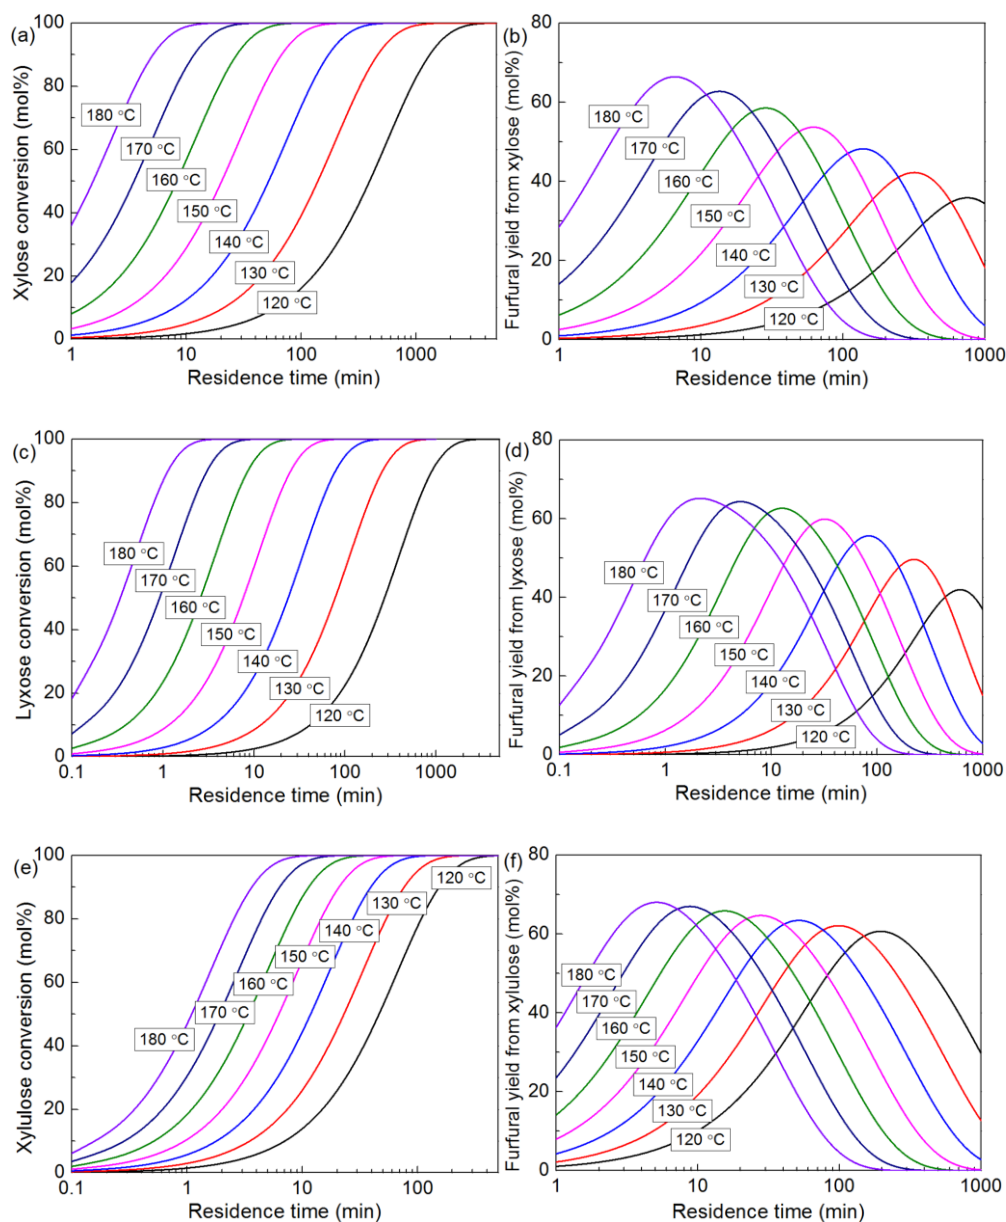 (a)
Xylose conversion (mol%)
100
80
60
40
20
0
180 °C
170 °C
160 °C
150 °C
140 °C
130 °C
120 °C
1 10 100 1000
Residence time (min)
(b)
Furfural yield from xylose (mol%)
80
60
40
20
0
180 °C
170 °C
160 °C
150 °C
140 °C
130 °C
120 °C
1 10 100 1000
Residence time (min)
(c)
Lyxose conversion (mol%)
100
80
60
40
20
0
180 °C
170 °C
160 °C
150 °C
140 °C
130 °C
120 °C
0.1 1 10 100 1000
Residence time (min)
(d)
Furfural yield from lyxose (mol%)
80
60
40
20
0
180 °C
170 °C
160 °C
150 °C
140 °C
130 °C
120 °C
0.1 1 10 100 1000
Residence time (min)
(e)
Xylulose conversion (mol%)
100
80
60
40
20
0
120 °C
130 °C
140 °C
150 °C
160 °C
170 °C
180 °C
0.1 1 10 100
Residence time (min)
(f)
Furfural yield from xylulose (mol%)
80
60
40
20
0
180 °C
170 °C
160 °C
150 °C
140 °C
130 °C
120 °C
1 10 100 1000
Residence time (min)